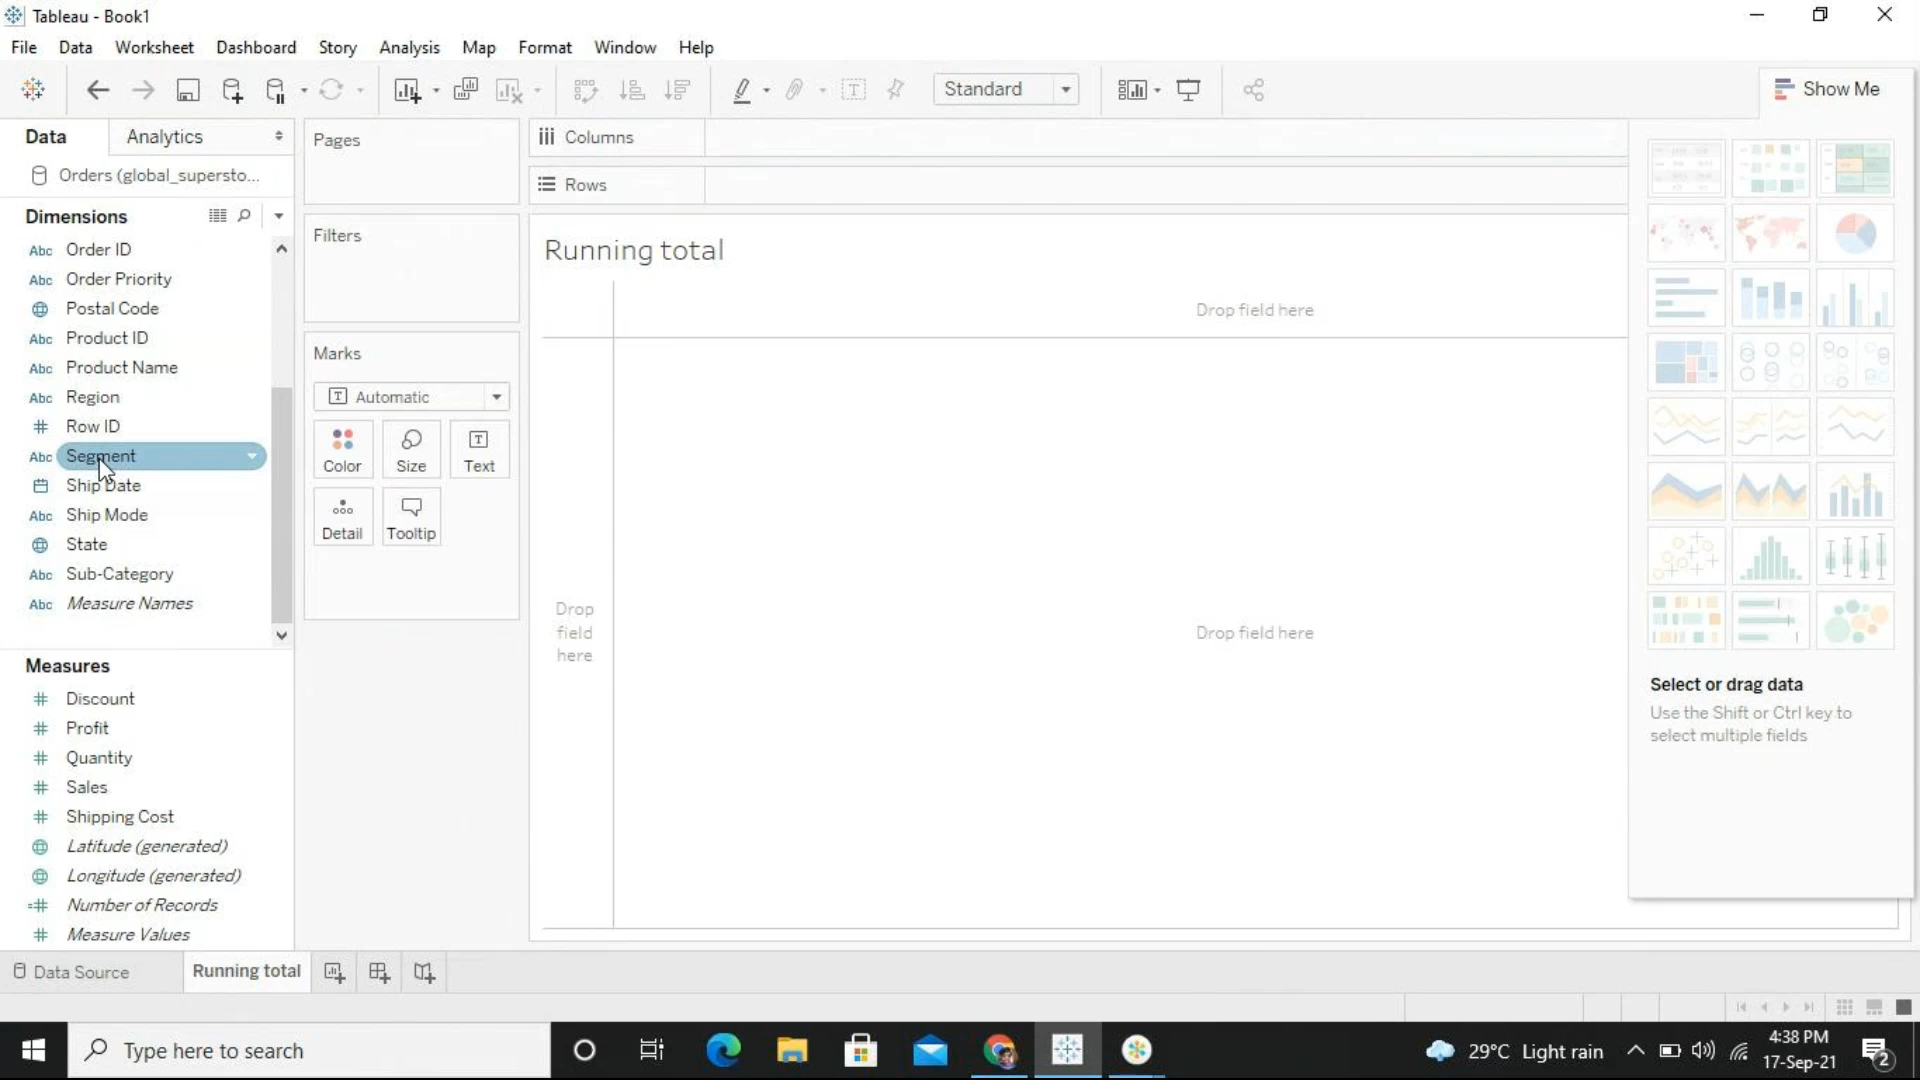 Tableau - Book1
File Data Worksheet Dashboard Story Analysis Map Format Window Help
Standard
Show Me
Data Analytics
Pages
Columns
Orders (global_supersto...
Rows
Dimensions
Filters
Running total
Abc Order ID
Abc Order Priority
Postal Code
Abc Product ID
Abc Product Name
Abc Region
# Row ID
Abc Segment
Ship Date
Abc Ship Mode
State
Abc Sub-Category
Abc Measure Names
Marks
Automatic
Color Size Text
Detail Tooltip
Drop field here
Drop
field
here
Drop field here
Select or drag data
Use the Shift or Ctrl key to
select multiple fields
Measures
# Discount
# Profit
# Quantity
# Sales
# Shipping Cost
Latitude (generated)
Longitude (generated)
=# Number of Records
# Measure Values
Data Source Running total
Type here to search
29°C Light rain
4:38 PM
17-Sep-21
2